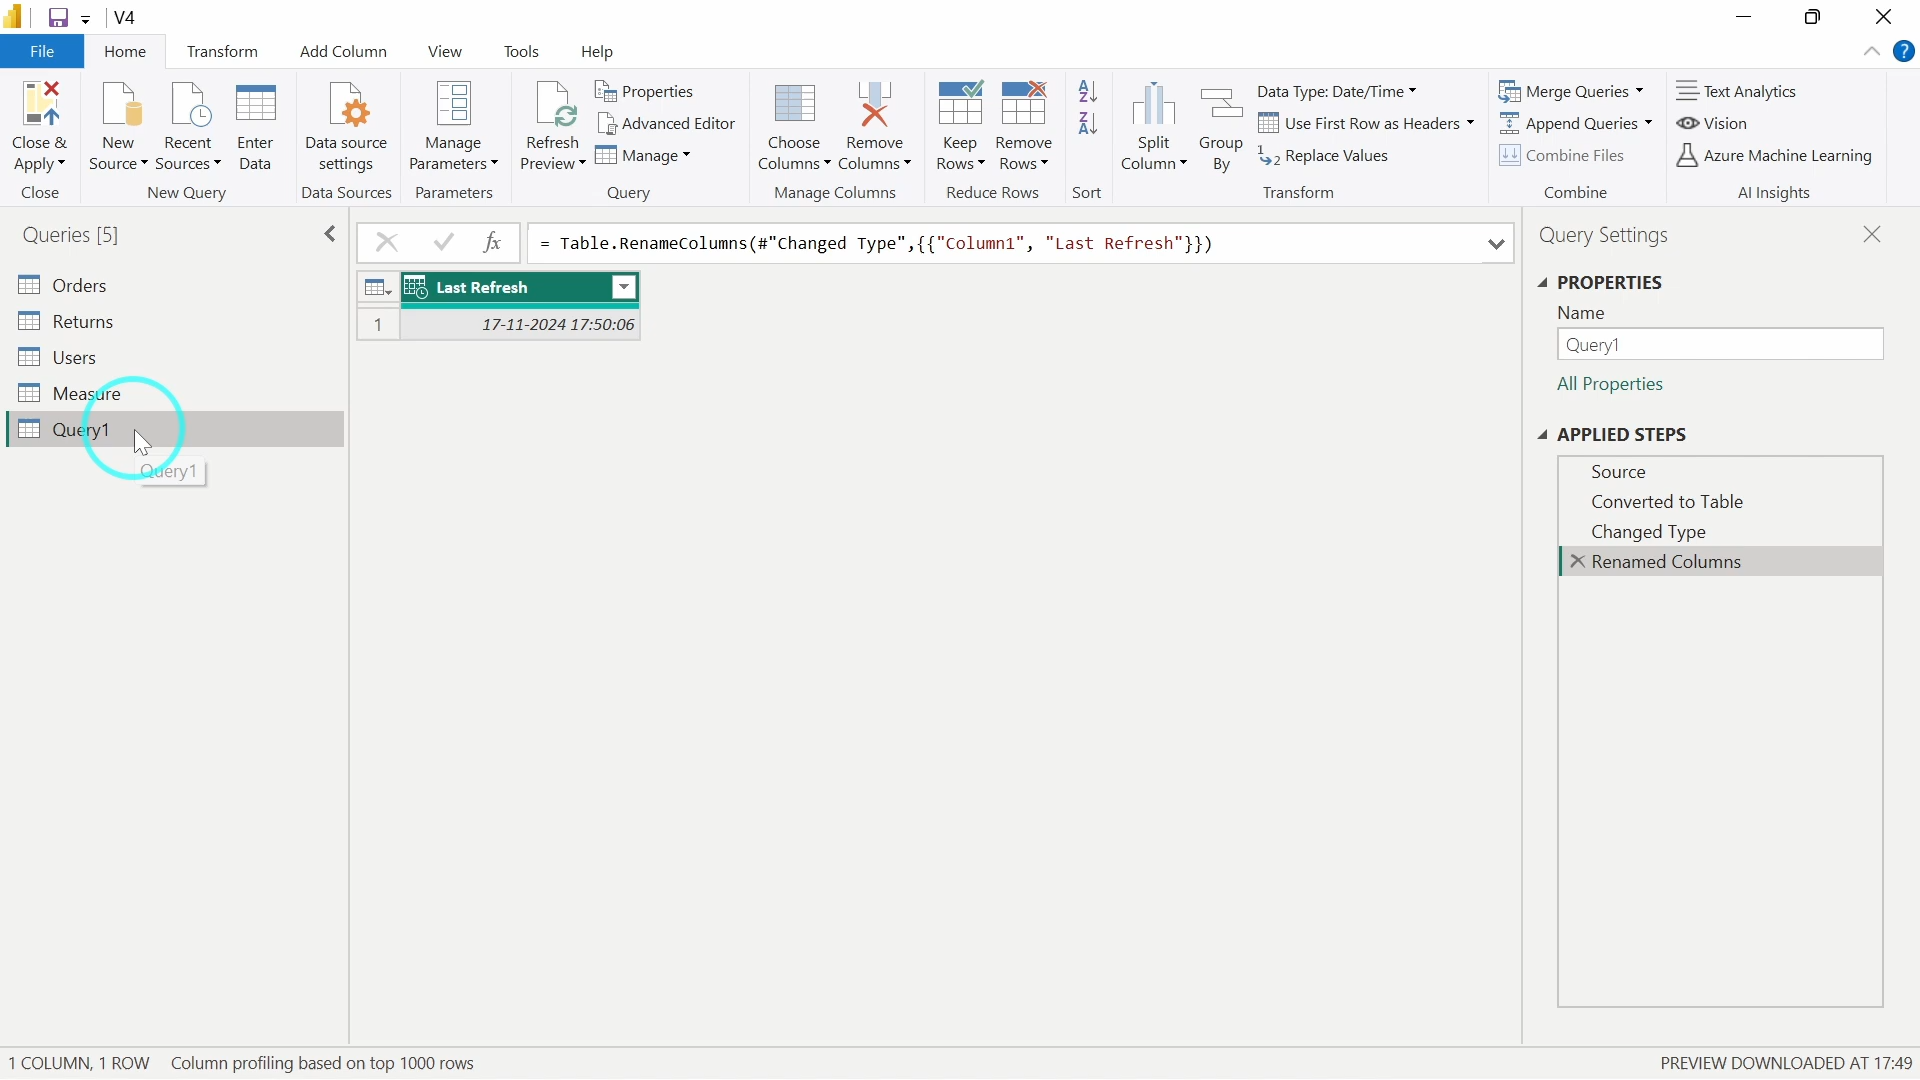 V4
File Home Transform Add Column View Tools Help
?
Close & Apply
New Source
Recent Sources
Enter Data
Data source settings
Manage Parameters
Refresh Preview
Properties
Advanced Editor
Manage
Choose Columns
Remove Columns
Keep Rows
Remove Rows
A
Z
Z
A
Split Column
Group By
Data Type: Date/Time
Use First Row as Headers
1
2 Replace Values
Merge Queries
Append Queries
Combine Files
Text Analytics
Vision
Azure Machine Learning
Close New Query Data Sources Parameters Query Manage Columns Reduce Rows Sort Transform Combine AI Insights
Queries [5]
Orders
Returns
Users
Measure
Query1
Query1
fx
= Table.RenameColumns(#"Changed Type",{{"Column1", "Last Refresh"}})
Last Refresh
1 17-11-2024 17:50:06
Query Settings
PROPERTIES
Name
Query1
All Properties
APPLIED STEPS
Source
Converted to Table
Changed Type
Renamed Columns
1 COLUMN, 1 ROW Column profiling based on top 1000 rows
PREVIEW DOWNLOADED AT 17:49